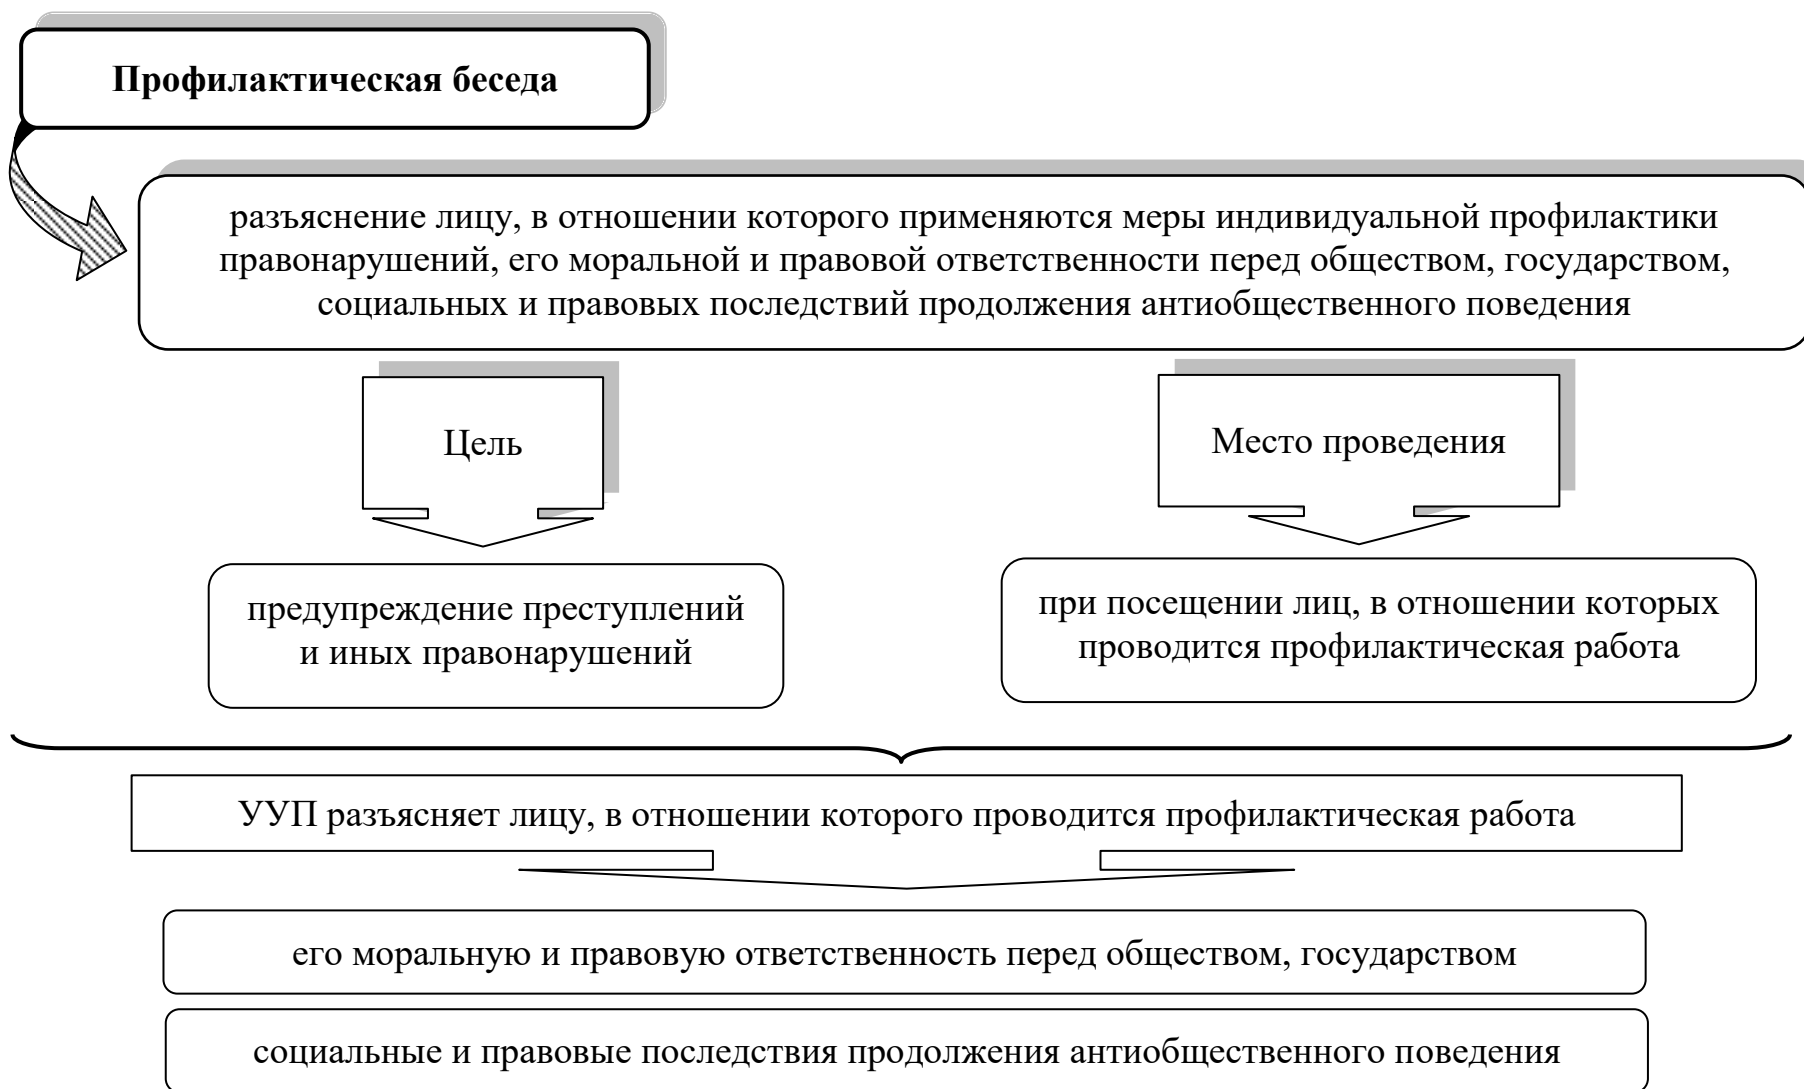 Профилактическая беседа
разъяснение лицу, в отношении которого применяются меры индивидуальной профилактики
правонарушений, его моральной и правовой ответственности перед обществом, государством,
социальных и правовых последствий продолжения антиобщественного поведения
Цель
Место проведения
предупреждение преступлений
и иных правонарушений
при посещении лиц, в отношении которых
проводится профилактическая работа
УУП разъясняет лицу, в отношении которого проводится профилактическая работа
его моральную и правовую ответственность перед обществом, государством
социальные и правовые последствия продолжения антиобщественного поведения